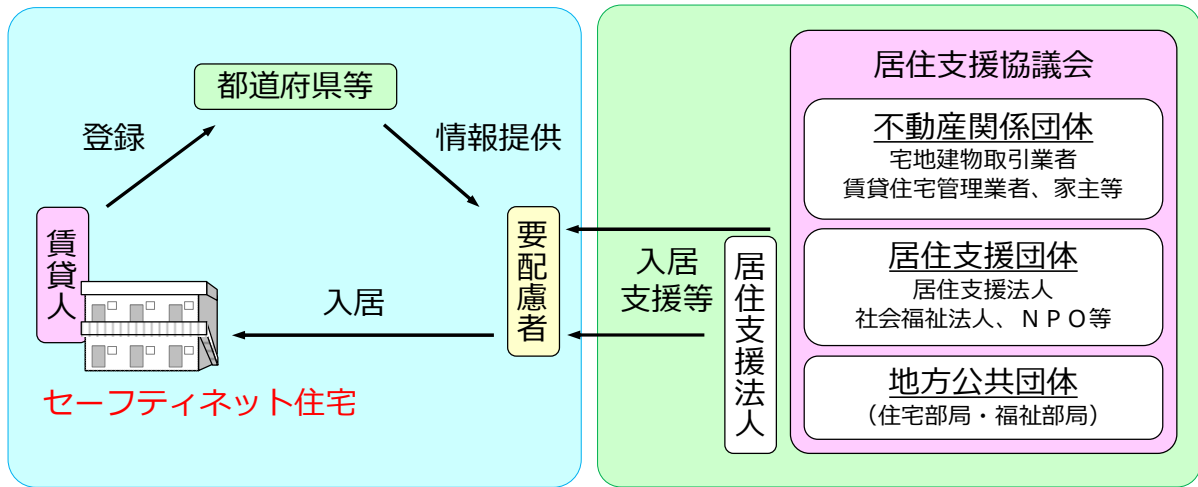 都道府県等
登録
情報提供
賃貸人
要配慮者
入居
セーフティネット住宅
入居
支援等
居住支援法人
居住支援協議会
不動産関係団体
宅地建物取引業者
賃貸住宅管理業者、家主等
居住支援団体
居住支援法人
社会福祉法人、ＮＰＯ等
地方公共団体
（住宅部局・福祉部局）